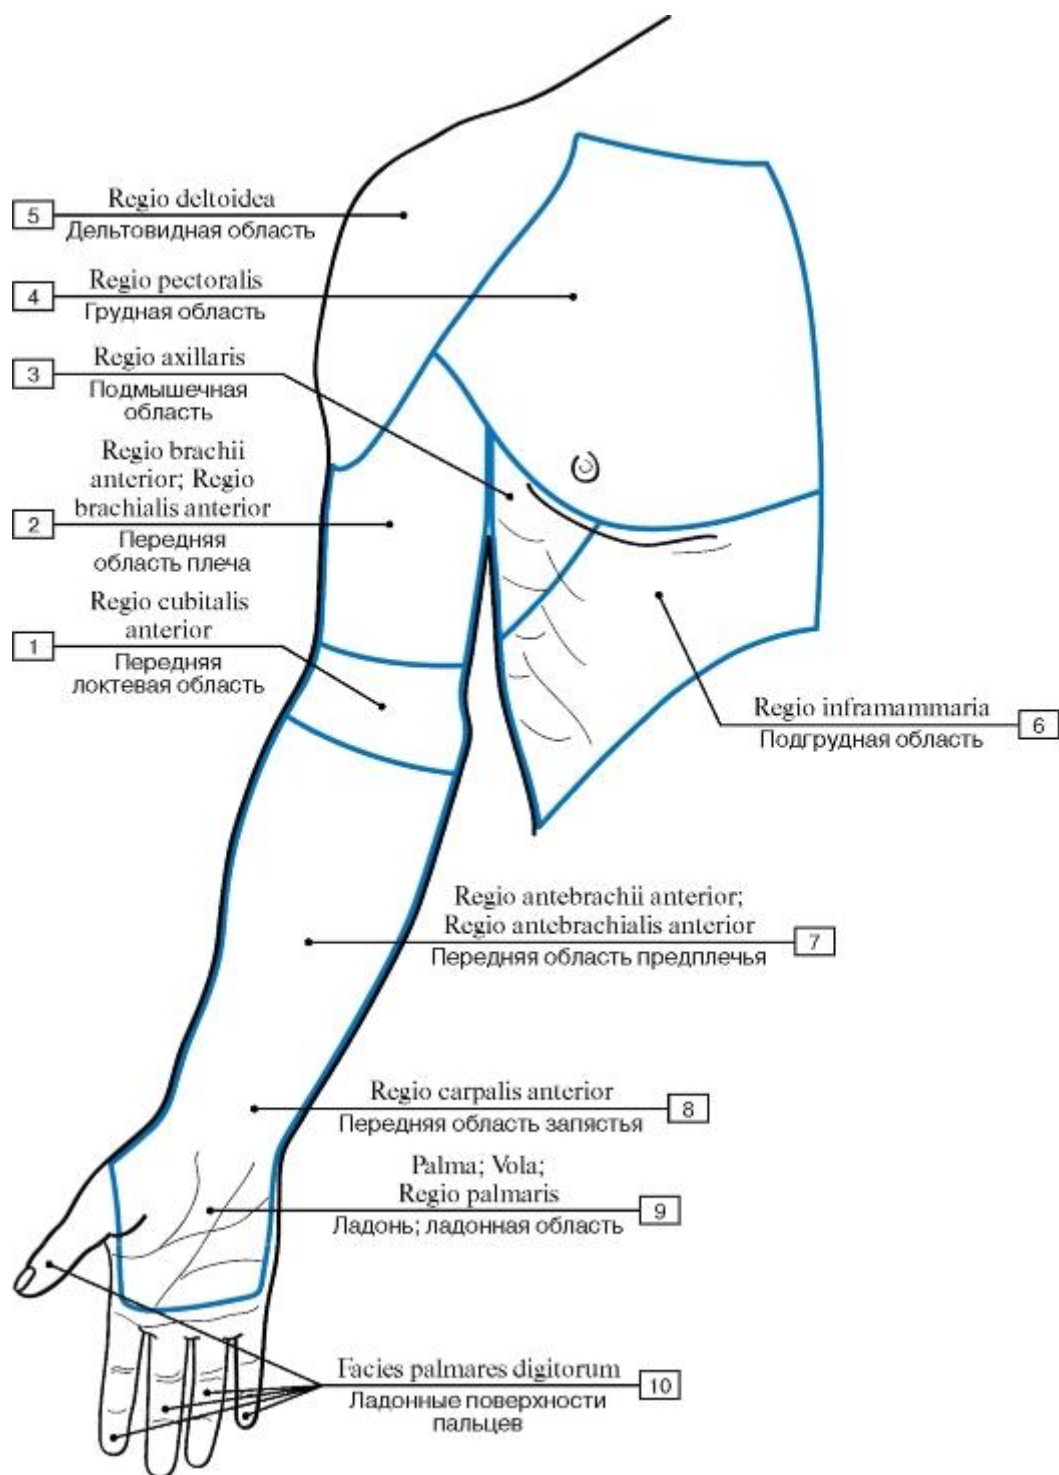 Regio deltoidea
5
Дельтовидная область
Regio pectoralis
4
Грудная область
Regio axillaris
3
Подмышечная
область
Regio brachii
anterior; Regio
brachialis anterior
2
Передняя
область плеча
Regio cubitalis
anterior
1
Передняя
локтевая область
Regio inframammaria
6
Подгрудная область
Regio antebrachii anterior;
Regio antebrachialis anterior
7
Передняя область предплечья
Regio carpalis anterior
8
Передняя область запястья
Palma; Vola;
Regio palmaris
9
Ладонь; ладонная область
Facies palmares digitorum
10
Ладонные поверхности
пальцев